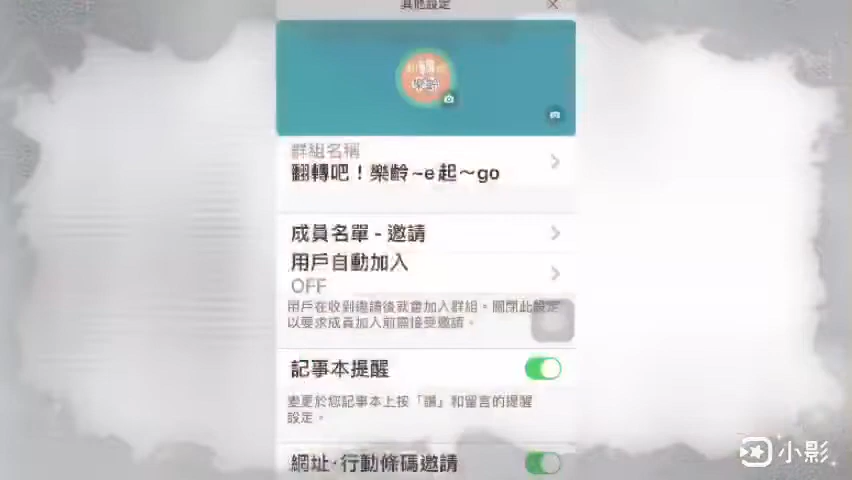 其他設定
樂齡
群組名稱
翻轉吧！樂齡~e起～go
成員名單 - 邀請
用戶自動加入
OFF
用戶在收到邀請後就會加入群組。關閉此設定
以要求成員加入前需接受邀請。
記事本提醒
變更於您記事本上按「讚」和留言的提醒
設定。
網址·行動條碼邀請
小影